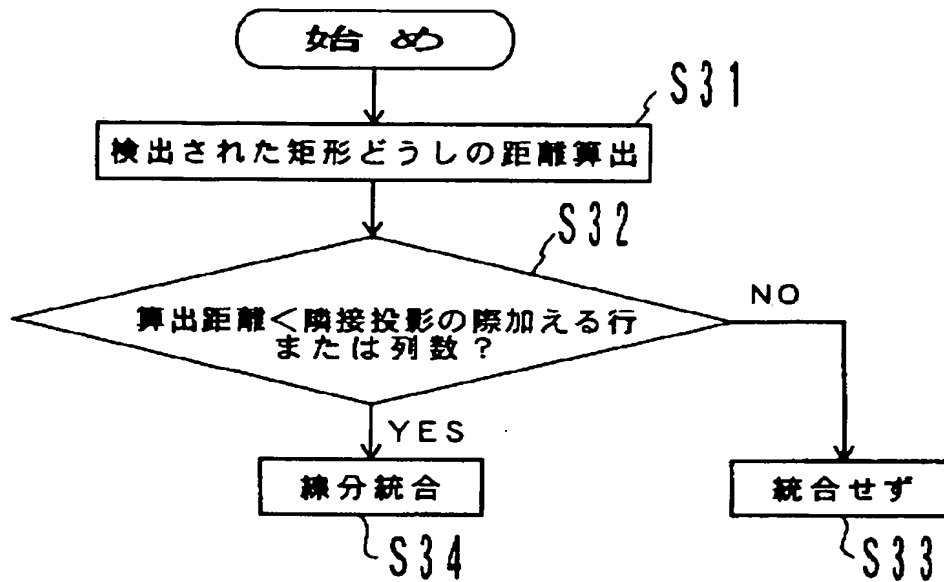 始め
S31
検出された矩形どうしの距離算出
S32
算出距離<隣接投影の際加える行
または列数?
NO
YES
線分統合
統合せず
S34
S33